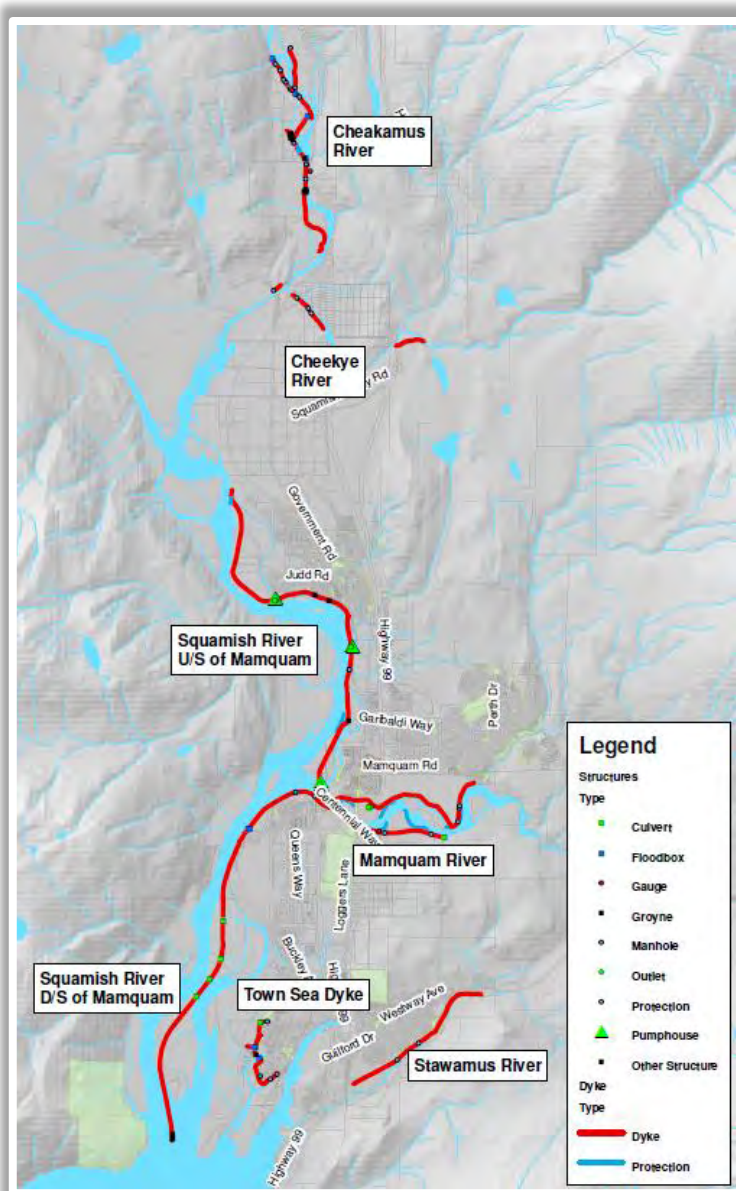 Cheakamus
River
Cheekye
River
Government Rd
Judd Rd
Squamish River
U/S of Mamquam
Highway 99
Perth Dr
Garibaldi Way
Mamquam Rd
Centennial Way
Mamquam River
Queens Way
Loggers Lane
Squamish River
D/S of Mamquam
Town Sea Dyke
Buckley
Westway Ave
Guilford Dr
Stawamus River
Highway 99
Legend
Structures
Type
Culvert
Floodbox
Gauge
Groyne
Manhole
Outlet
Protection
Pumphouse
Other Structure
Dyke
Type
Dyke
Protection